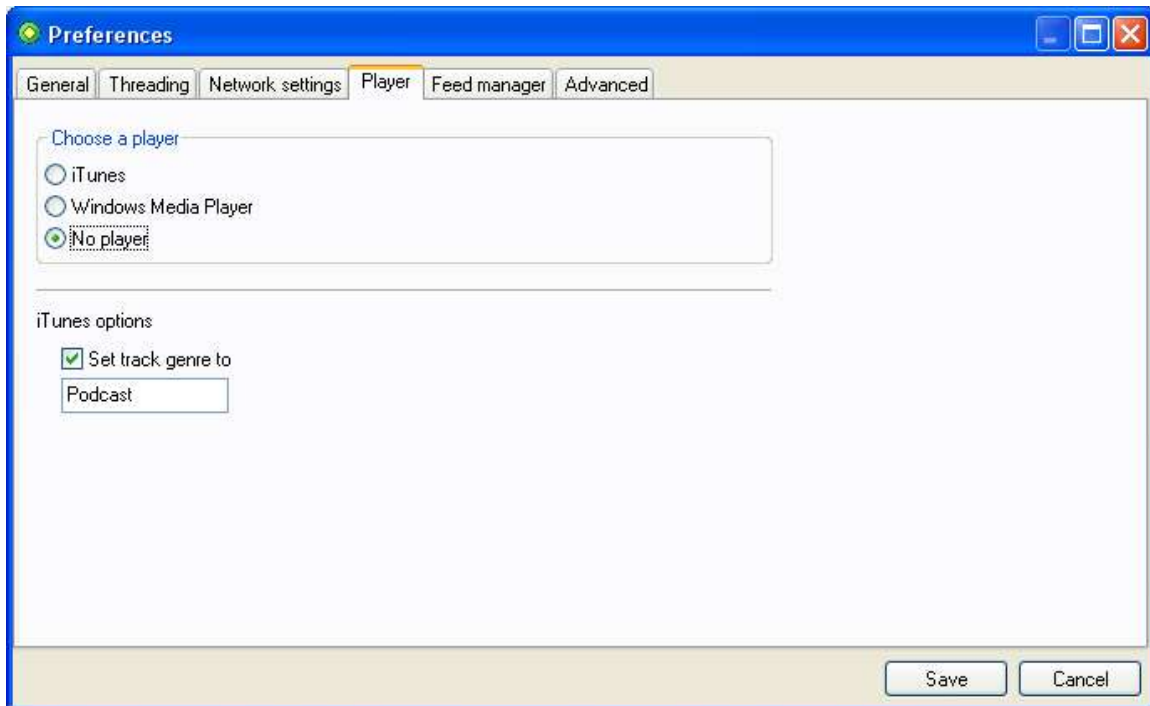 Preferences
General Threading Network settings Player Feed manager Advanced
Choose a player
iTunes
Windows Media Player
No player
iTunes options
Set track genre to
Podcast
Save Cancel